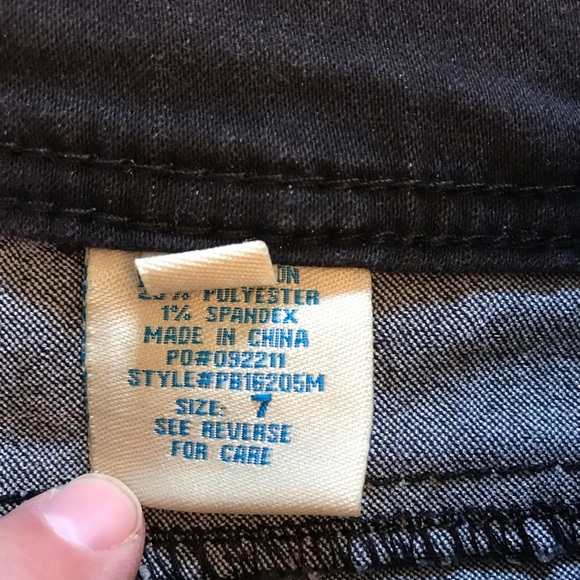 POLYESTER
1% SPANDEX
MADE IN CHINA
PO#092211
STYLE#PB16205M
SIZE: 7
SEE REVERSE
FOR CARE